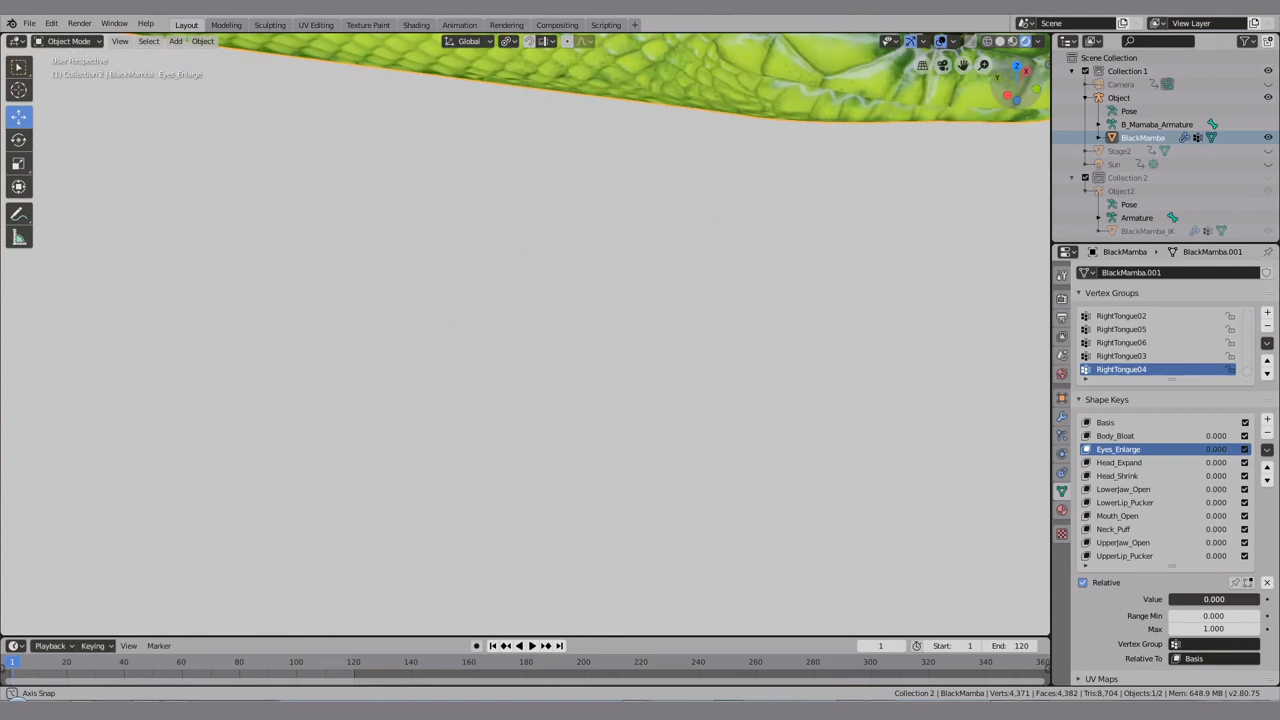 File Edit Render Window Help Layout Modeling Sculpting UV Editing Texture Paint Shading Animation Rendering Compositing Scripting + Scene View Layer
Object Mode View Select Add Object Global
User Perspective
(1) Collection 2 | BlackMamba : Eyes_Enlarge
Z
X
Y
Scene Collection
Collection 1
Camera
Object
Pose
B_Mamaba_Armature
BlackMamba
Stage2
Sun
Collection 2
Object2
Pose
Armature
BlackMamba_IK
BlackMamba BlackMamba.001
BlackMamba.001
Vertex Groups
RightTongue02
RightTongue05
RightTongue06
RightTongue03
RightTongue04
Shape Keys
Basis
Body_Bloat 0.000
Eyes_Enlarge 0.000
Head_Expand 0.000
Head_Shrink 0.000
LowerJaw_Open 0.000
LowerLip_Pucker 0.000
Mouth_Open 0.000
Neck_Puff 0.000
UpperJaw_Open 0.000
UpperLip_Pucker 0.000
Relative
Value 0.000
Range Min 0.000
Max 1.000
Vertex Group
Relative To Basis
UV Maps
Playback Keying View Marker 1 Start: 1 End: 120
1 20 40 60 80 100 120 140 160 180 200 220 240 260 280 300 320 340 360
Axis Snap Collection 2 | BlackMamba | Verts:4,371 | Faces:4,382 | Tris:8,704 | Objects:1/2 | Mem: 648.9 MB | v2.80.75